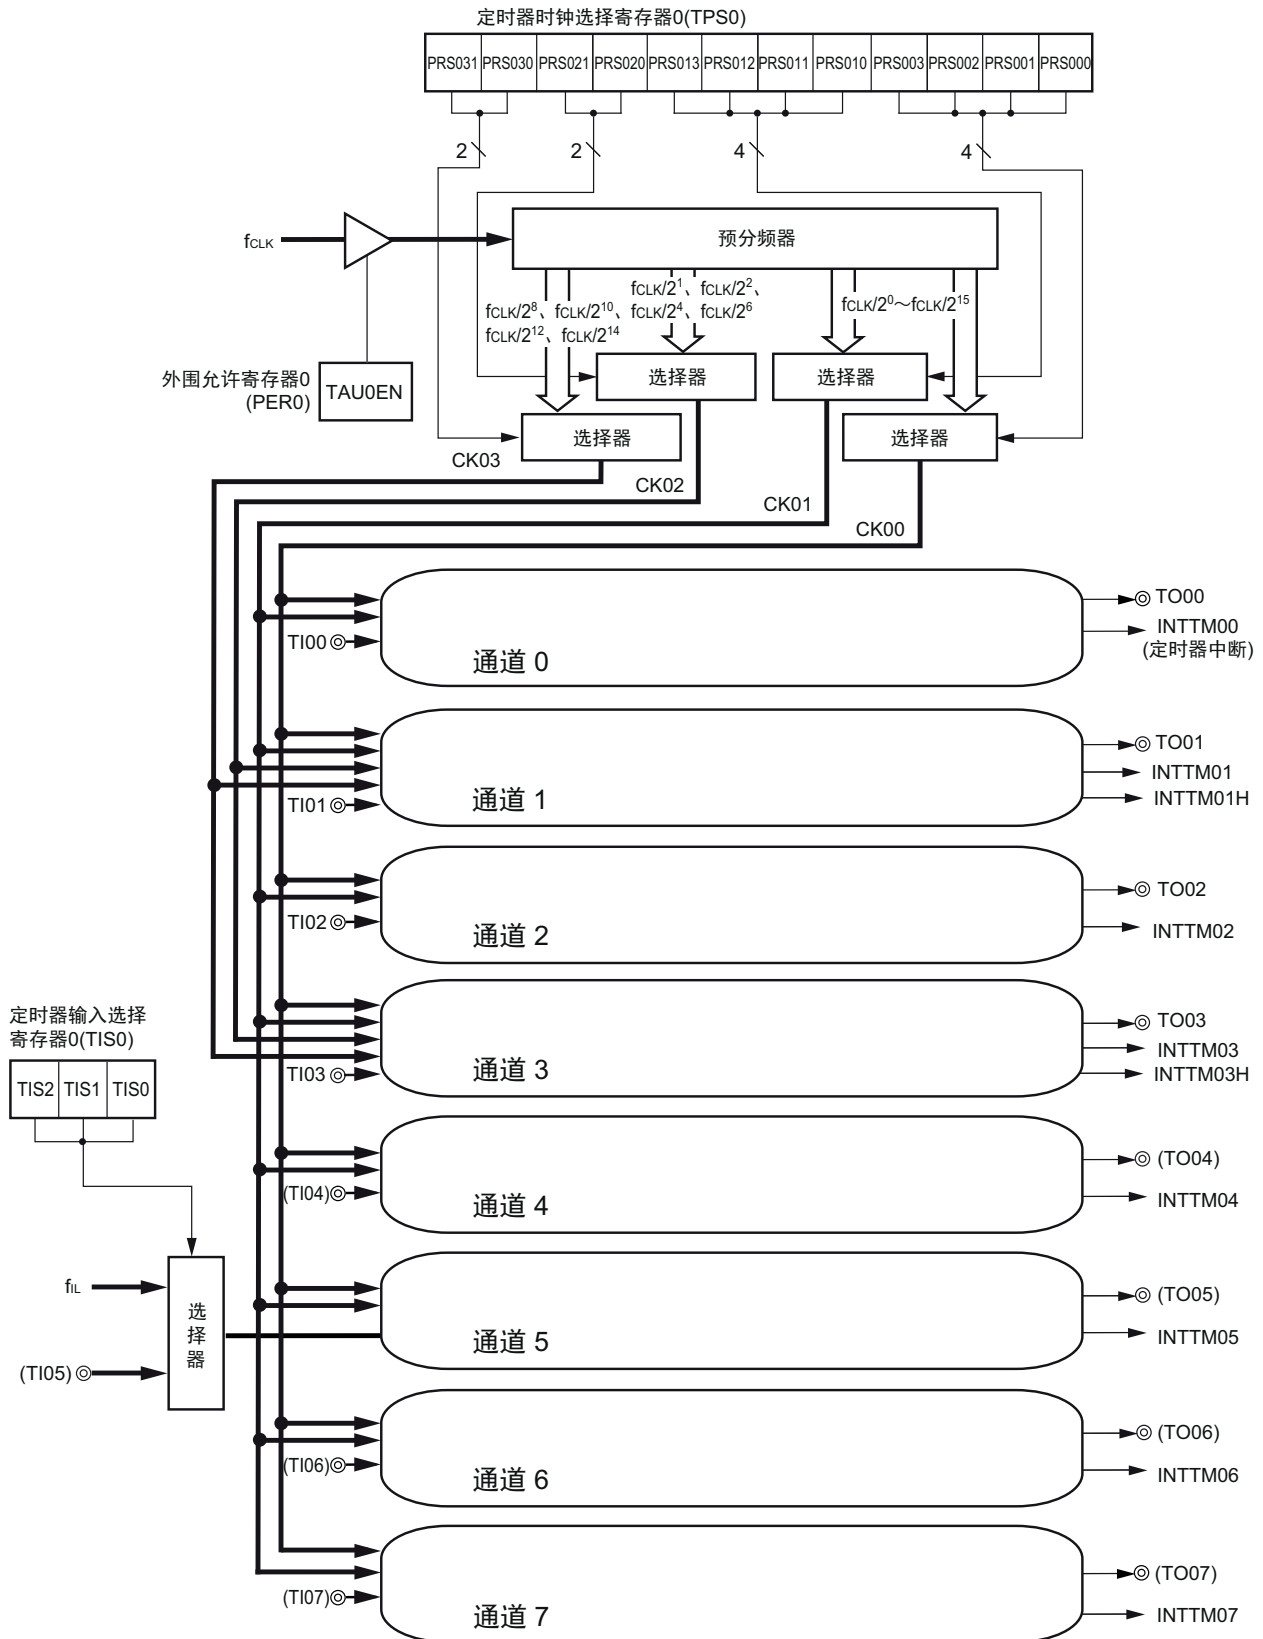 定时器时钟选择寄存器0(TPS0)
PRS031 PRS030 PRS021 PRS020 PRS013 PRS012 PRS011 PRS010 PRS003 PRS002 PRS001 PRS000
2 2 4 4
fCLK
预分频器
fCLK/2¹、fCLK/2²、
fCLK/2⁴、fCLK/2⁶
fCLK/2⁸、fCLK/2¹⁰、
fCLK/2¹²、fCLK/2¹⁴
fCLK/2⁰～fCLK/2¹⁵
外围允许寄存器0
(PER0)
TAU0EN
选择器
选择器
选择器
选择器
CK03
CK02
CK01
CK00
TI00
通道 0
TO00
INTTM00
(定时器中断)
TI01
通道 1
TO01
INTTM01
INTTM01H
TI02
通道 2
TO02
INTTM02
定时器输入选择
寄存器0(TIS0)
TIS2 TIS1 TIS0
TI03
通道 3
TO03
INTTM03
INTTM03H
(TI04)
通道 4
(TO04)
INTTM04
fIL
(TI05)
选择器
通道 5
(TO05)
INTTM05
(TI06)
通道 6
(TO06)
INTTM06
(TI07)
通道 7
(TO07)
INTTM07